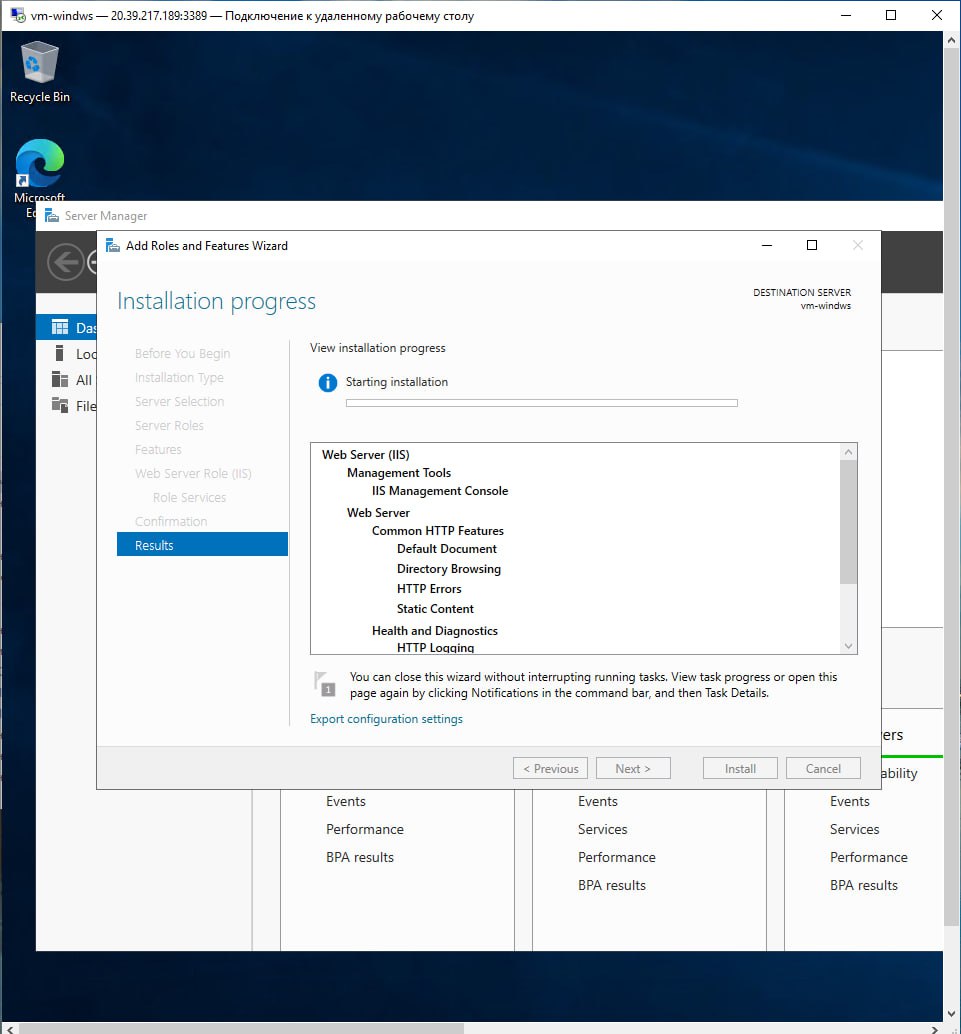 vm-windws — 20.39.217.189:3389 — Подключение к удаленному рабочему столу
Recycle Bin
Microsoft
Server Manager
Add Roles and Features Wizard
Installation progress
DESTINATION SERVER
vm-windws
Before You Begin
Installation Type
Server Selection
Server Roles
Features
Web Server Role (IIS)
Role Services
Confirmation
Results
View installation progress
Starting installation
Web Server (IIS)
Management Tools
IIS Management Console
Web Server
Common HTTP Features
Default Document
Directory Browsing
HTTP Errors
Static Content
Health and Diagnostics
HTTP Logging
1
You can close this wizard without interrupting running tasks. View task progress or open this
page again by clicking Notifications in the command bar, and then Task Details.
Export configuration settings
< Previous
Next >
Install
Cancel
All
Events
Performance
BPA results
Events
Services
Performance
BPA results
Events
Services
Performance
BPA results